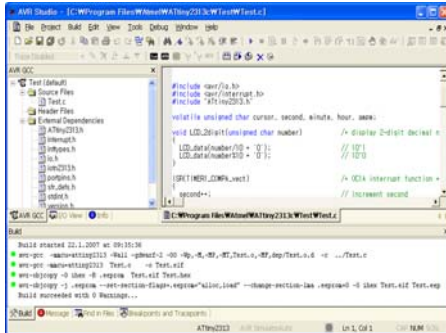 AVR Studio - [C:₩Program Files₩Atmel₩ATtiny2313c₩Test₩Test.c]
File Project Build Edit View Tools Debug Window Help
Trace Disabled
AVR GCC
Test (default)
Source Files
Test.c
Header Files
External Dependencies
ATtiny2313.h
interrupt.h
inttypes.h
io.h
iotn2313.h
portpins.h
sfr_defs.h
stdint.h
version.h
AVR GCC I/O View Info
#include <avr/io.h>
#include <avr/interrupt.h>
#include "ATtiny2313.h"
volatile unsigned char cursor, second, minute, hour,
void LCD_2digit(unsigned char number) /* display 2-digit decimal
{
LCD_data(number/10 + '0'); // 10^1
LCD_data(number%10 + '0'); // 10^0
ISR(TIMER1_COMPA_vect) /* OC1A interrupt function
{
second++; // increment second
C:₩Program Files₩Atmel₩ATtiny2313c₩Test₩Test.c
Build
Build started 22.1.2007 at 09:35:36
avr-gcc -mmcu=attiny2313 -Wall -gdwarf-2 -O0 -MD -MP -MT Test.o -MF dep/Test.o.d -c ../Test.c
avr-gcc -mmcu=attiny2313 Test.o -o Test.elf
avr-objcopy -O ihex -R .eeprom Test.elf Test.hex
avr-objcopy -j .eeprom --set-section-flags=.eeprom="alloc,load" --change-section-lma .eeprom=0 -O ihex Test.elf Test.eep
Build succeeded with 0 Warnings...
Build Message Find in Files Breakpoints and Tracepoints
ATtiny2313 AVR Simulator Ln 1, Col 1 CAP NUM